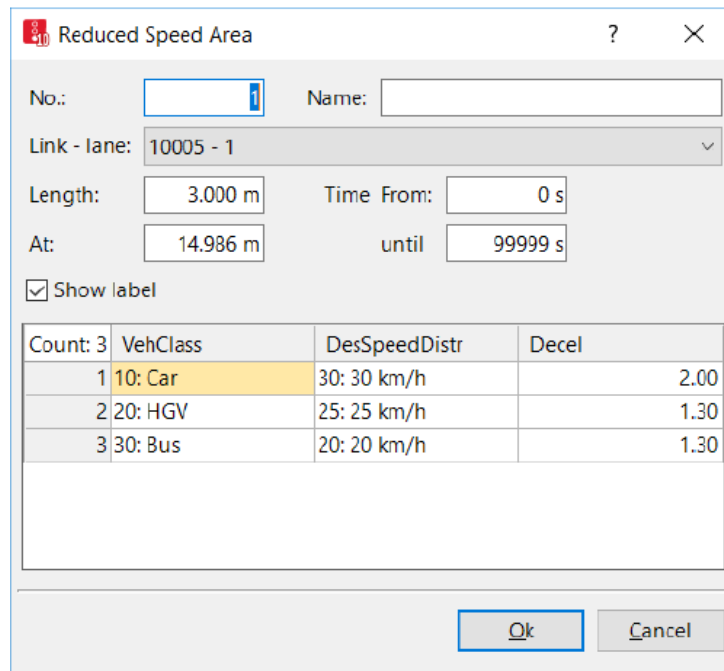 Reduced Speed Area ?
No.: 1 Name:
Link - lane: 10005 - 1
Length: 3.000 m Time From: 0 s
At: 14.986 m until 99999 s
Show label
Count: 3 VehClass DesSpeedDistr Decel
1 10: Car 30: 30 km/h 2.00
2 20: HGV 25: 25 km/h 1.30
3 30: Bus 20: 20 km/h 1.30
Ok Cancel